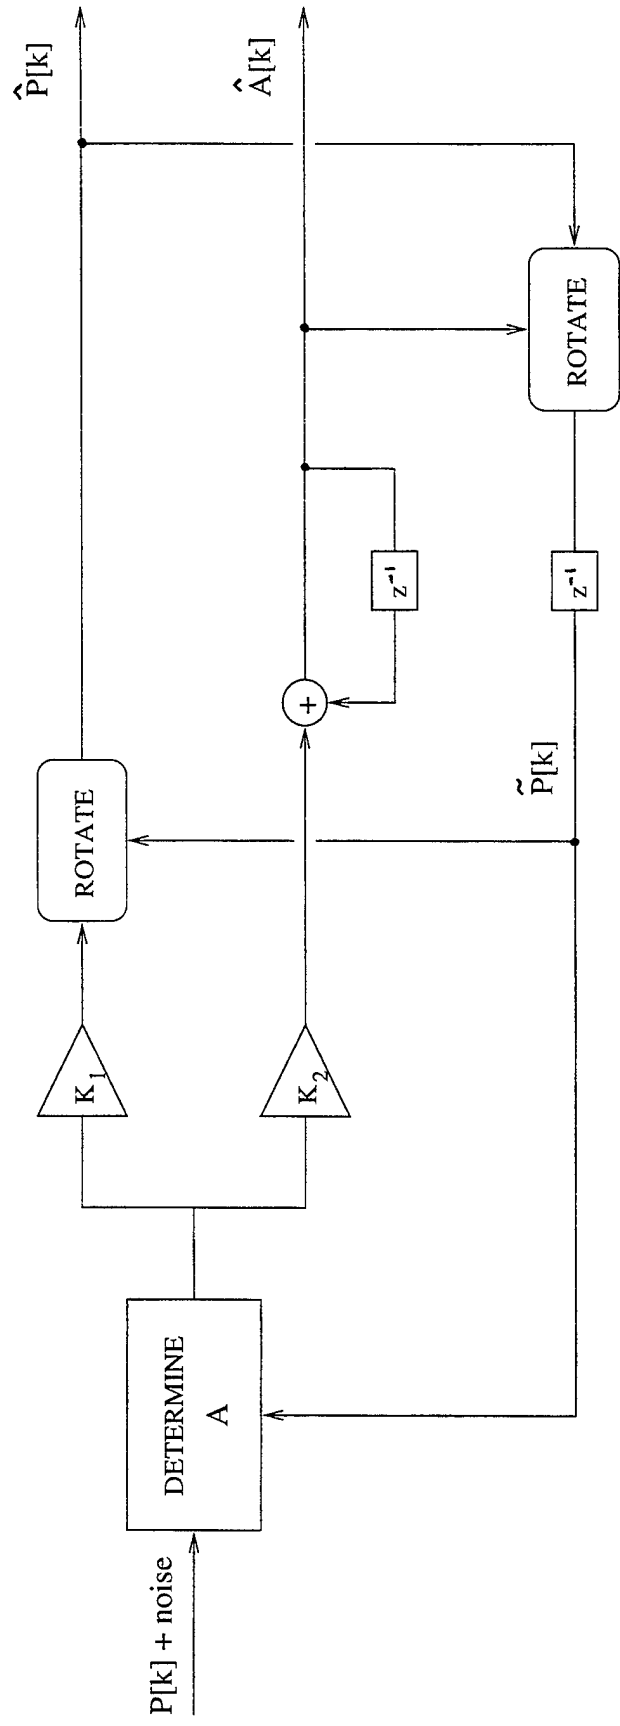 P[k] + noise
DETERMINE
A
K₁
K₂
ROTATE
P̃[k]
+
z⁻¹
z⁻¹
ROTATE
P̂[k]
Â[k]